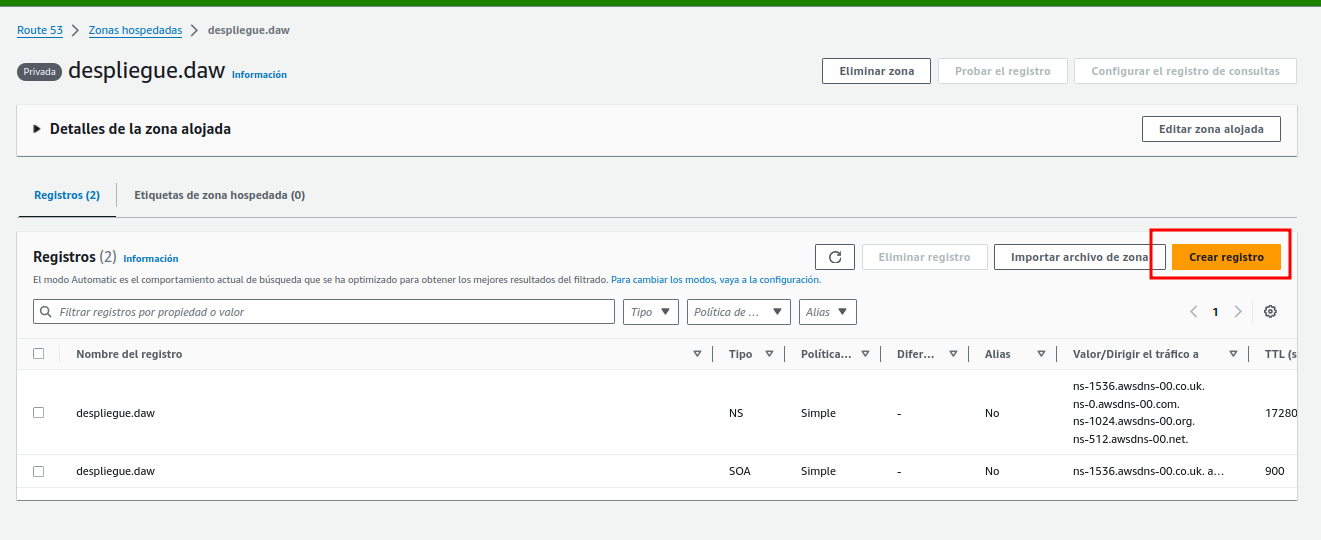 Route 53 > Zonas hospedadas > despliegue.daw
Privada despliegue.daw Información
Eliminar zona Probar el registro Configurar el registro de consultas
Detalles de la zona alojada Editar zona alojada
Registros (2) Etiquetas de zona hospedada (0)
Registros (2) Información
Eliminar registro Importar archivo de zona Crear registro
El modo Automatic es el comportamiento actual de búsqueda que se ha optimizado para obtener los mejores resultados del filtrado. Para cambiar los modos, vaya a la configuración.
Filtrar registros por propiedad o valor Tipo Política de ... Alias 1
Nombre del registro Tipo Política... Difer... Alias Valor/Dirigir el tráfico a TTL (s
despliegue.daw NS Simple - No ns-1536.awsdns-00.co.uk. 17280
ns-0.awsdns-00.com.
ns-1024.awsdns-00.org.
ns-512.awsdns-00.net.
despliegue.daw SOA Simple - No ns-1536.awsdns-00.co.uk. a... 900